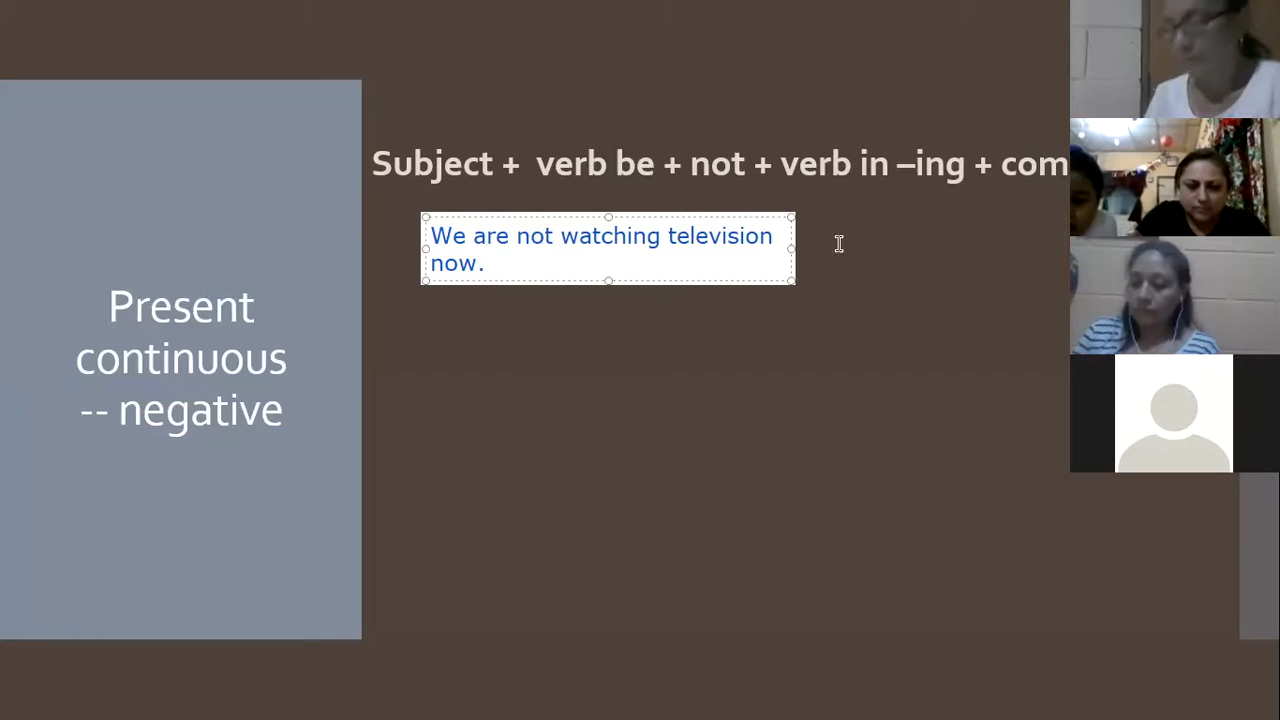 Subject + verb be + not + verb in –ing + com
We are not watching television
now.
Present
continuous
-- negative